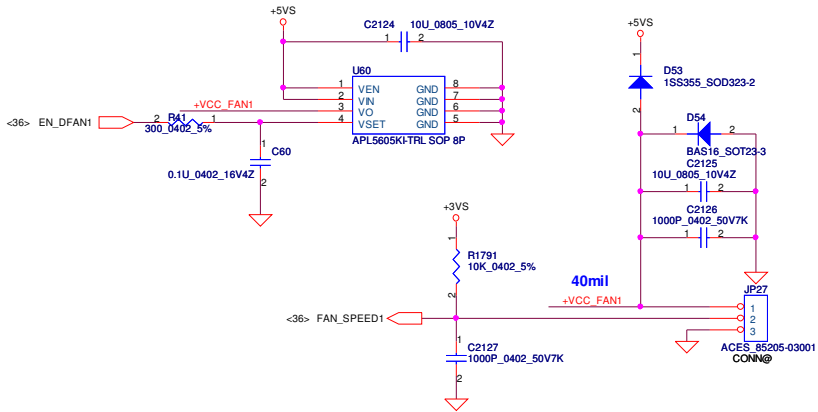 +5VS
C2124 10U_0805_10V4Z
1 2
+5VS
U60
1 VEN GND 8
2 VIN GND 7
3 VO GND 6
4 VSET GND 5
APL5605KI-TRL SOP 8P
+VCC_FAN1
<36> EN_DFAN1
2 R41 1
300_0402_5%
C60
1
0.1U_0402_16V4Z
2
1
D53
1SS355_SOD323-2
2
D54
1 2
BAS16_SOT23-3
C2125
10U_0805_10V4Z
1 2
C2126
1000P_0402_50V7K
1 2
+3VS
1
R1791
10K_0402_5%
2
40mil
+VCC_FAN1
<36> FAN_SPEED1
JP27
1
2
3
ACES_85205-03001
CONN@
1
C2127
1000P_0402_50V7K
2